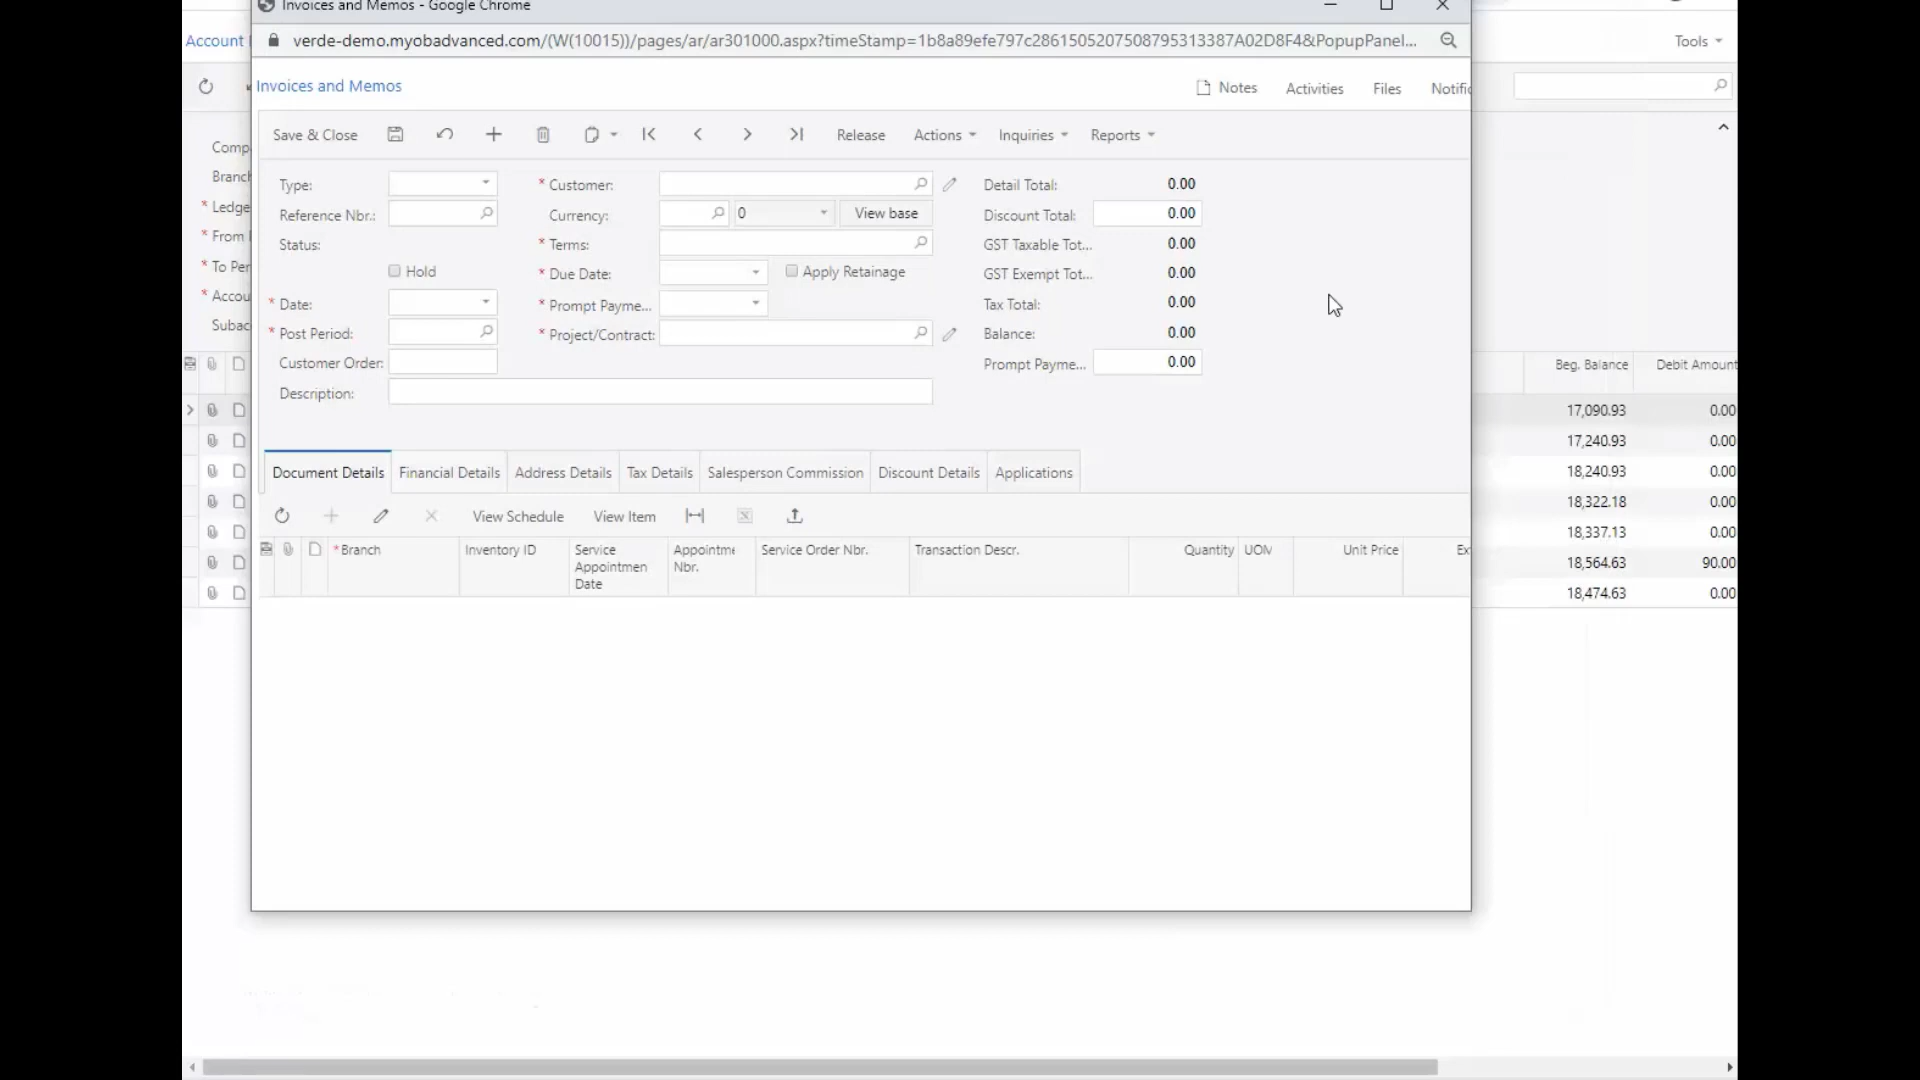 Invoices and Memos - Google Chrome
Account
verde-demo.myobadvanced.com/(W(10015))/pages/ar/ar301000.aspx?timeStamp=1b8a89efe797c2861505207508795313387A02D8F4&PopupPanel...
Tools
Invoices and Memos
Notes Activities Files Notific
Save & Close Release Actions Inquiries Reports
Comp
Branch
* Ledge
* From
* To Per
* Accou
Subac
Type: * Customer: Detail Total: 0.00
Reference Nbr.: Currency: 0 View base Discount Total: 0.00
Status: * Terms: GST Taxable Tot... 0.00
Hold * Due Date: Apply Retainage GST Exempt Tot... 0.00
* Date: * Prompt Payme... Tax Total: 0.00
* Post Period: * Project/Contract: Balance: 0.00
Customer Order: Prompt Payme... 0.00
Description:
Beg. Balance Debit Amount
17,090.93 0.00
17,240.93 0.00
18,240.93 0.00
18,322.18 0.00
18,337.13 0.00
18,564.63 90.00
18,474.63 0.00
Document Details Financial Details Address Details Tax Details Salesperson Commission Discount Details Applications
View Schedule View Item
* Branch Inventory ID Service Appointmen Date Appointme Nbr. Service Order Nbr. Transaction Descr. Quantity UOM Unit Price Ex